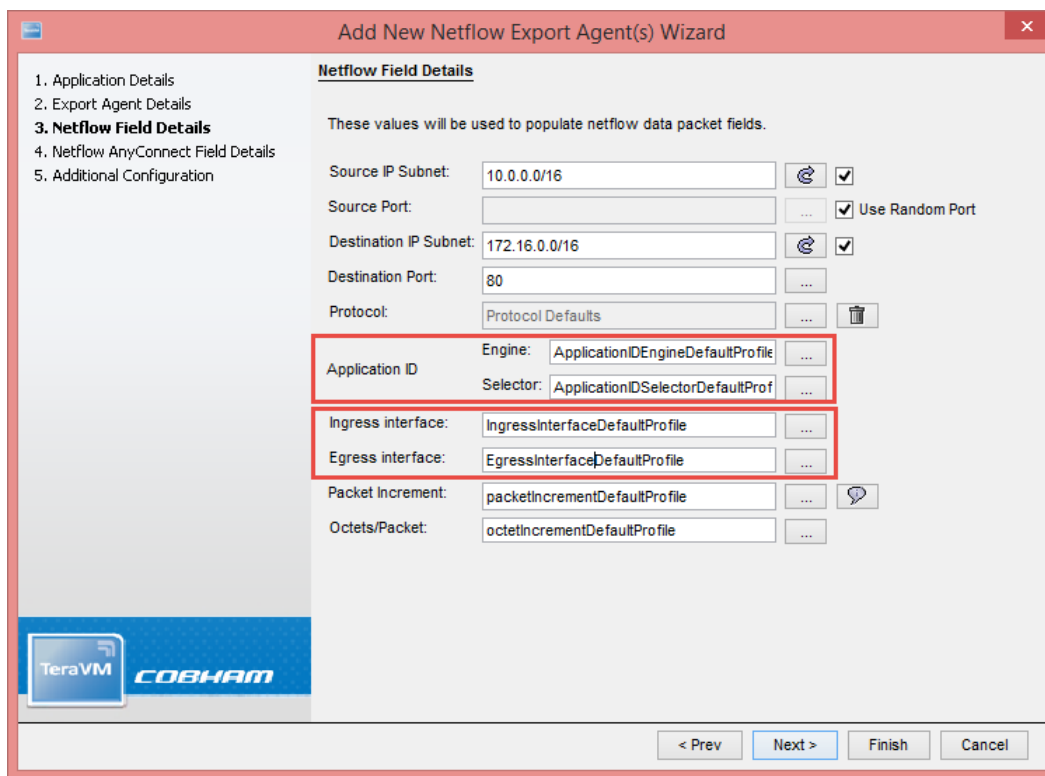 Add New Netflow Export Agent(s) Wizard
1. Application Details
2. Export Agent Details
3. Netflow Field Details
4. Netflow AnyConnect Field Details
5. Additional Configuration
Netflow Field Details
These values will be used to populate netflow data packet fields.
Source IP Subnet: 10.0.0.0/16
Source Port: ... Use Random Port
Destination IP Subnet: 172.16.0.0/16
Destination Port: 80 ...
Protocol: Protocol Defaults ...
Application ID
Engine: ApplicationIDEngineDefaultProfile ...
Selector: ApplicationIDSelectorDefaultProf ...
Ingress interface: IngressInterfaceDefaultProfile ...
Egress interface: EgressInterfaceDefaultProfile ...
Packet Increment: packetIncrementDefaultProfile ...
Octets/Packet: octetIncrementDefaultProfile ...
TeraVM COBHAM
< Prev Next > Finish Cancel